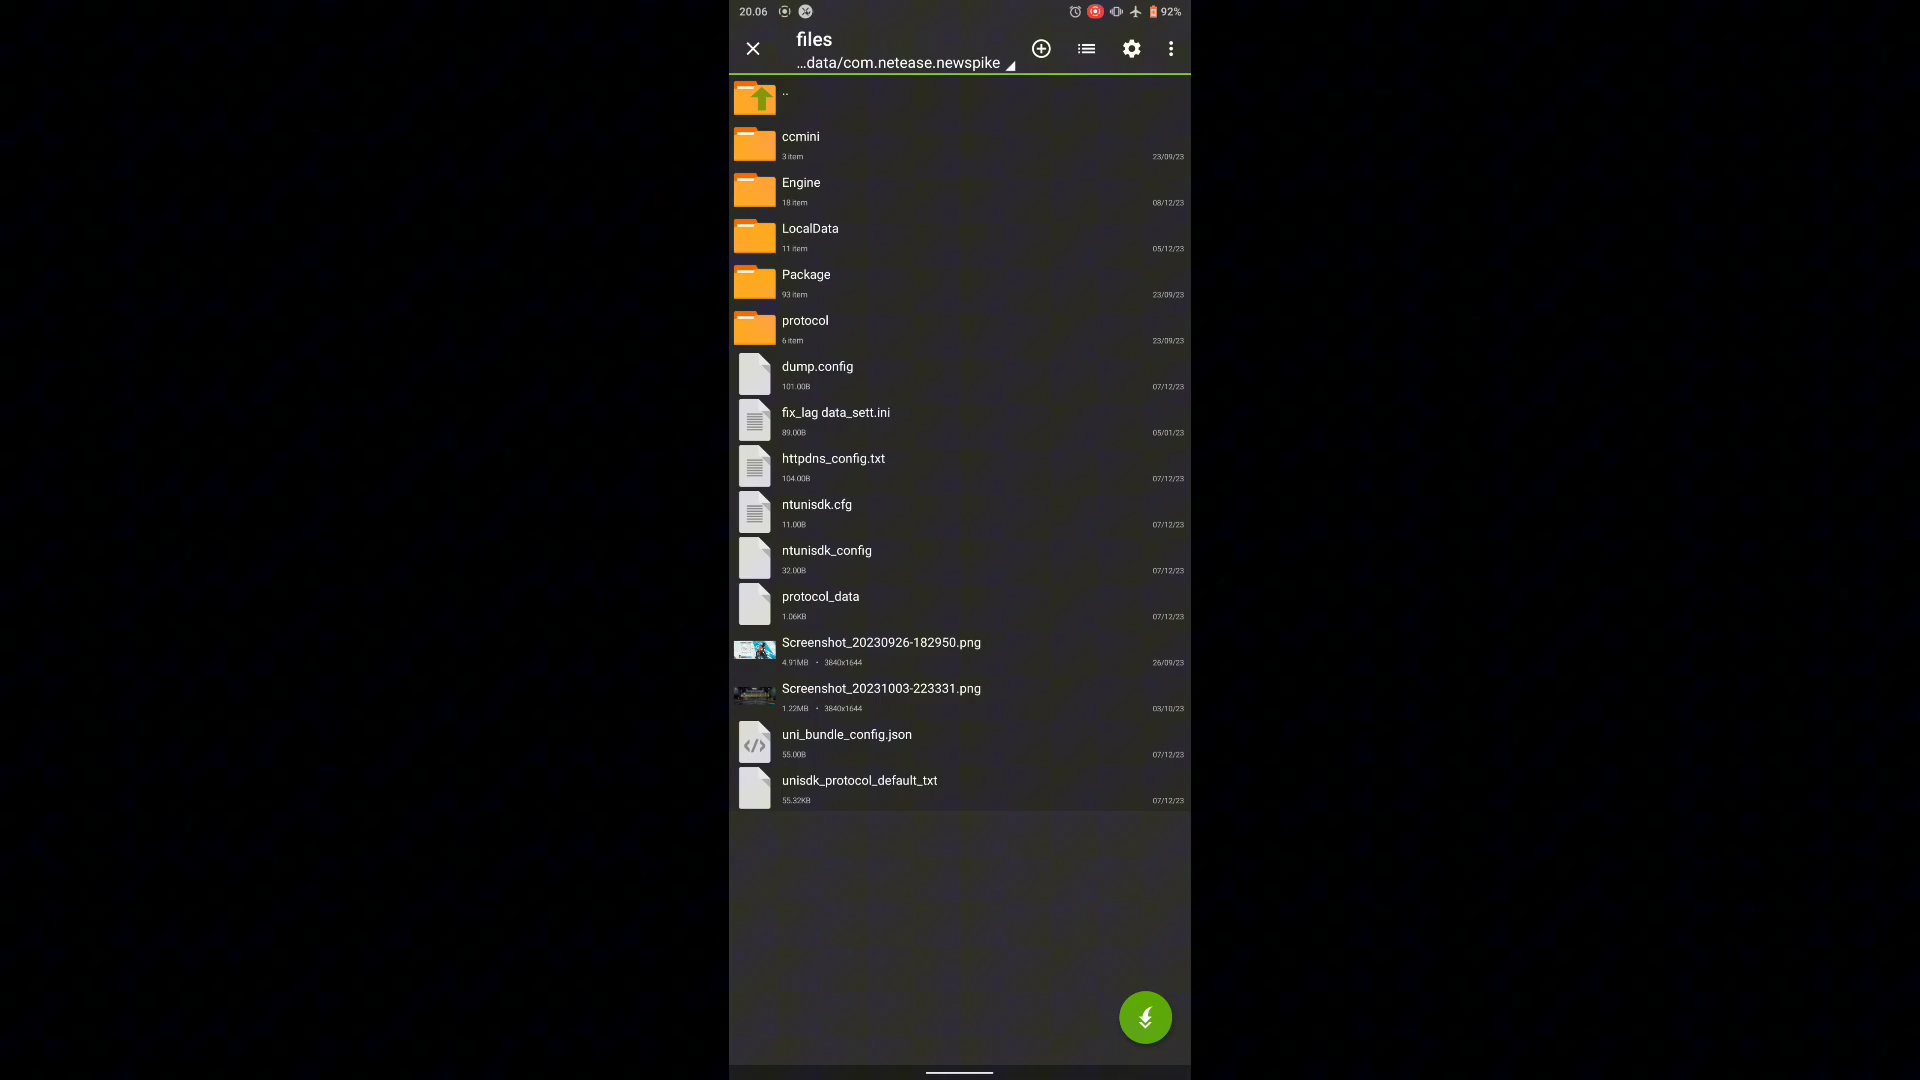 20.06
92%
files
...data/com.netease.newspike
..
ccmini
3 item
23/09/23
Engine
18 item
08/12/23
LocalData
11 item
05/12/23
Package
93 item
23/09/23
protocol
6 item
23/09/23
dump.config
101.00B
07/12/23
fix_lag data_sett.ini
89.00B
05/01/23
httpdns_config.txt
104.00B
07/12/23
ntunisdk.cfg
11.00B
07/12/23
ntunisdk_config
32.00B
07/12/23
protocol_data
1.06KB
07/12/23
Screenshot_20230926-182950.png
4.91MB • 3840x1644
26/09/23
Screenshot_20231003-223331.png
1.22MB • 3840x1644
03/10/23
uni_bundle_config.json
55.00B
07/12/23
unisdk_protocol_default_txt
55.32KB
07/12/23